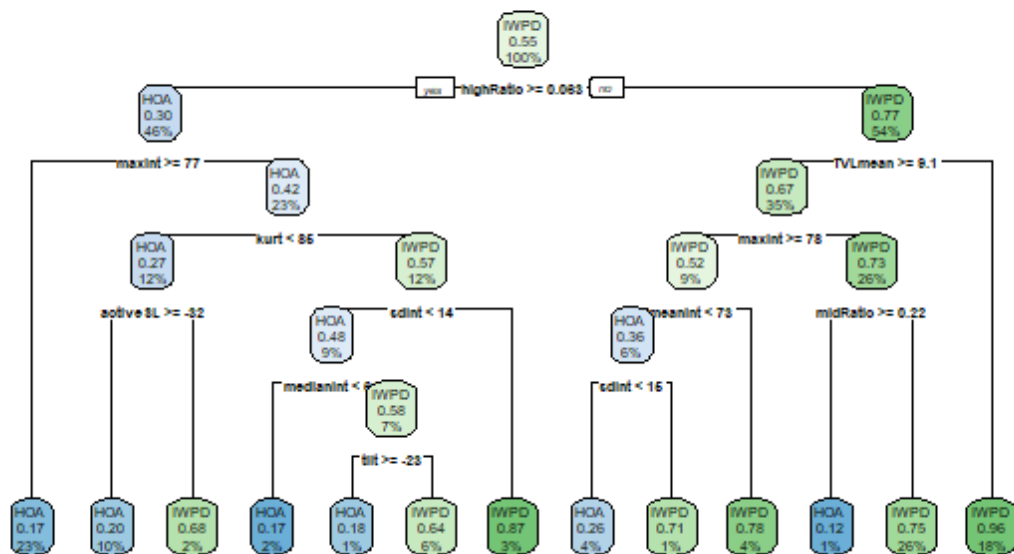 IWPD
0.55
100%
yes highRatio >= 0.063 no
HOA
0.30
46%
IWPD
0.77
54%
maxInt >= 77
TVLmean >= 9.1
HOA
0.42
23%
IWPD
0.67
35%
kurt < 85
maxInt >= 78
HOA
0.27
12%
IWPD
0.57
12%
IWPD
0.52
9%
IWPD
0.73
26%
active SL >= -32
sdInt < 14
meanInt < 73
midRatio >= 0.22
HOA
0.48
9%
HOA
0.36
6%
medianInt <
sdInt < 15
IWPD
0.58
7%
tilt >= -23
HOA
0.17
23%
HOA
0.20
10%
IWPD
0.68
2%
HOA
0.17
2%
HOA
0.18
1%
IWPD
0.64
6%
IWPD
0.87
3%
HOA
0.26
4%
IWPD
0.71
1%
IWPD
0.78
4%
HOA
0.12
1%
IWPD
0.75
26%
IWPD
0.96
18%